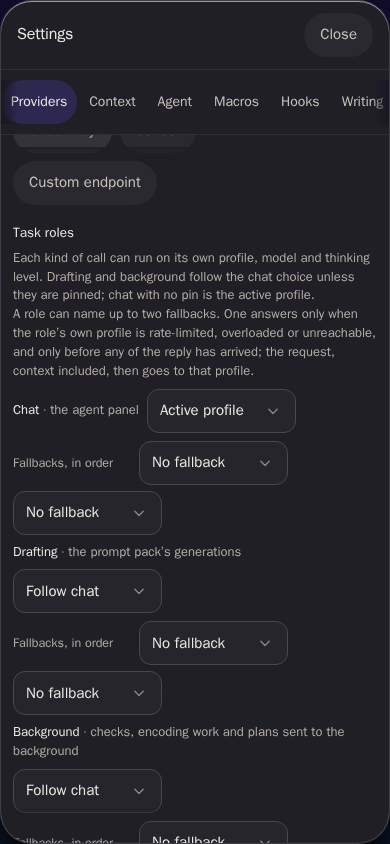 Settings
Close
Providers
Context
Agent
Macros
Hooks
Writing
Custom endpoint
Task roles
Each kind of call can run on its own profile, model and thinking
level. Drafting and background follow the chat choice unless
they are pinned; chat with no pin is the active profile.
A role can name up to two fallbacks. One answers only when
the role's own profile is rate-limited, overloaded or unreachable,
and only before any of the reply has arrived; the request,
context included, then goes to that profile.
Chat · the agent panel
Active profile
Fallbacks, in order
No fallback
No fallback
Drafting · the prompt pack's generations
Follow chat
Fallbacks, in order
No fallback
No fallback
Background · checks, encoding work and plans sent to the
background
Follow chat
Fallbacks, in order
No fallback